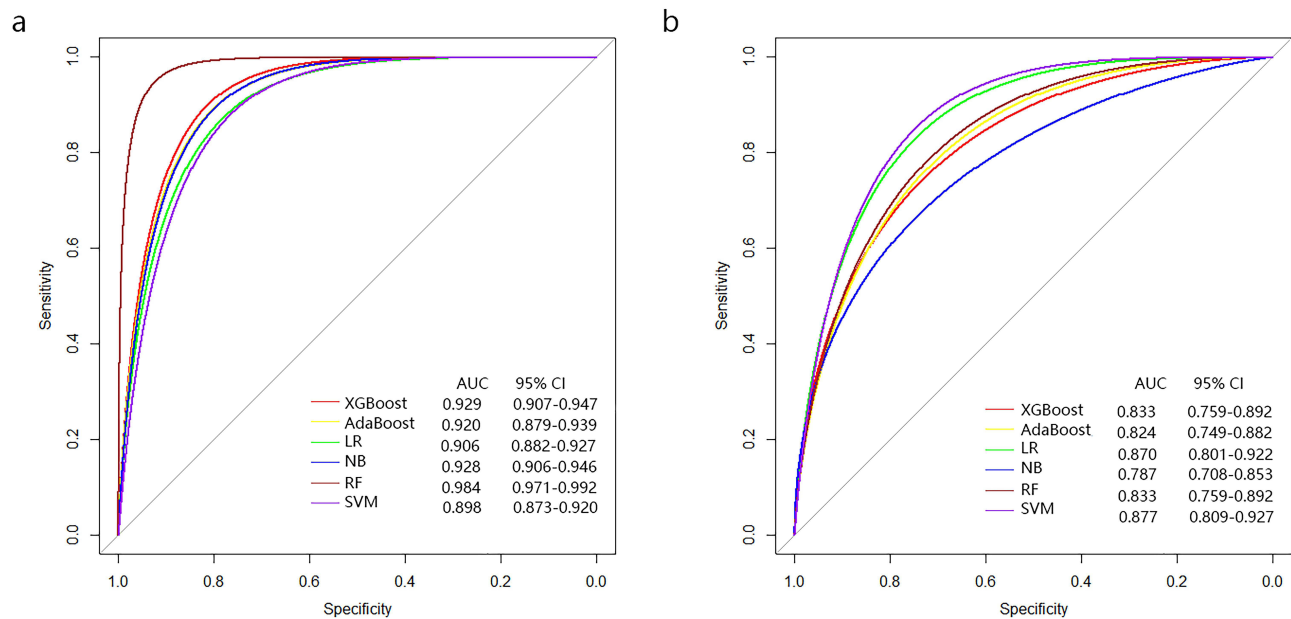 a
1.0
0.8
0.6
0.4
0.2
0.0
Sensitivity
AUC 95% CI
XGBoost 0.929 0.907-0.947
AdaBoost 0.920 0.879-0.939
LR 0.906 0.882-0.927
NB 0.928 0.906-0.946
RF 0.984 0.971-0.992
SVM 0.898 0.873-0.920
1.0 0.8 0.6 0.4 0.2 0.0
Specificity
b
1.0
0.8
0.6
0.4
0.2
0.0
Sensitivity
AUC 95% CI
XGBoost 0.833 0.759-0.892
AdaBoost 0.824 0.749-0.882
LR 0.870 0.801-0.922
NB 0.787 0.708-0.853
RF 0.833 0.759-0.892
SVM 0.877 0.809-0.927
1.0 0.8 0.6 0.4 0.2 0.0
Specificity